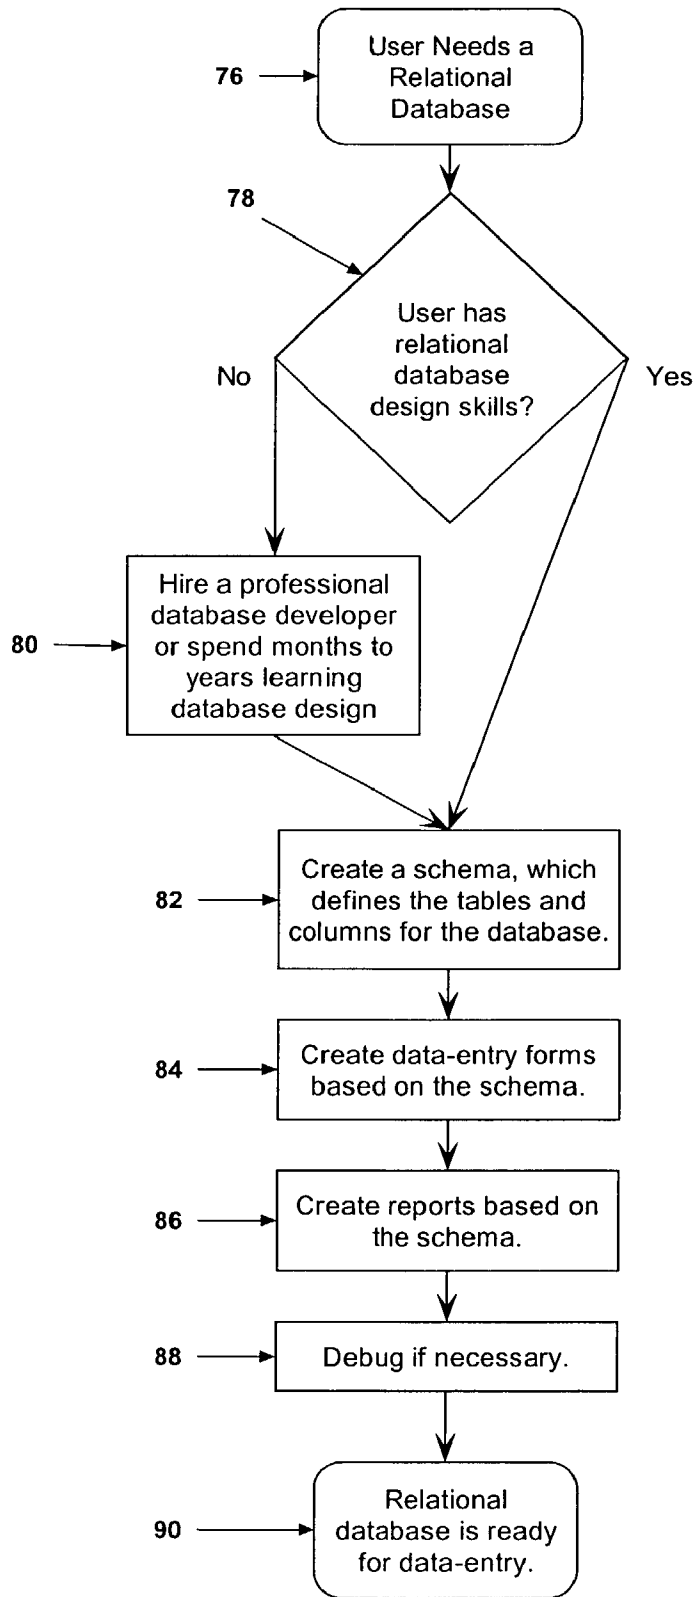 User Needs a
Relational
Database
76
78
User has
relational
database
design skills?
No
Yes
Hire a professional
database developer
or spend months to
years learning
database design
80
Create a schema, which
defines the tables and
columns for the database.
82
Create data-entry forms
based on the schema.
84
Create reports based on
the schema.
86
Debug if necessary.
88
Relational
database is ready
for data-entry.
90